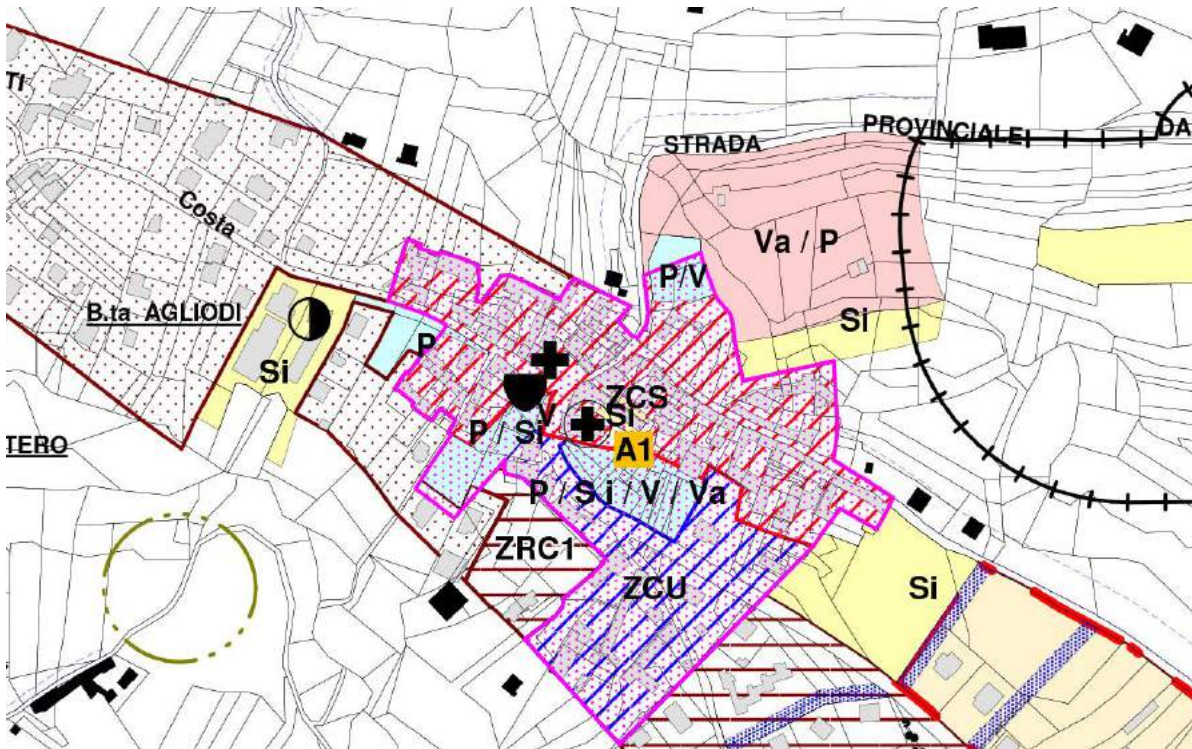 TI
STRADA
PROVINCIALE
DA
Costa
Va / P
P/V
B.ta AGLIODI
Si
P
Si
ZCS
V
Si
P / Si
TERO
A1
P / S i / V / Va
ZRC1
ZCU
Si